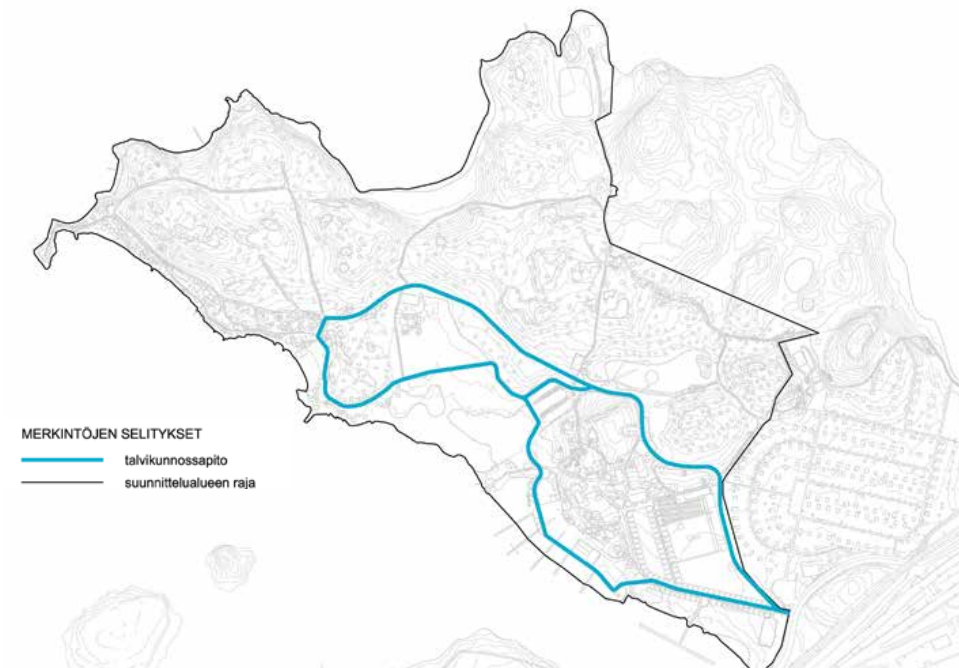 MERKINTÖJEN SELITYKSET
talvikunnossapito
suunnittelualueen raja